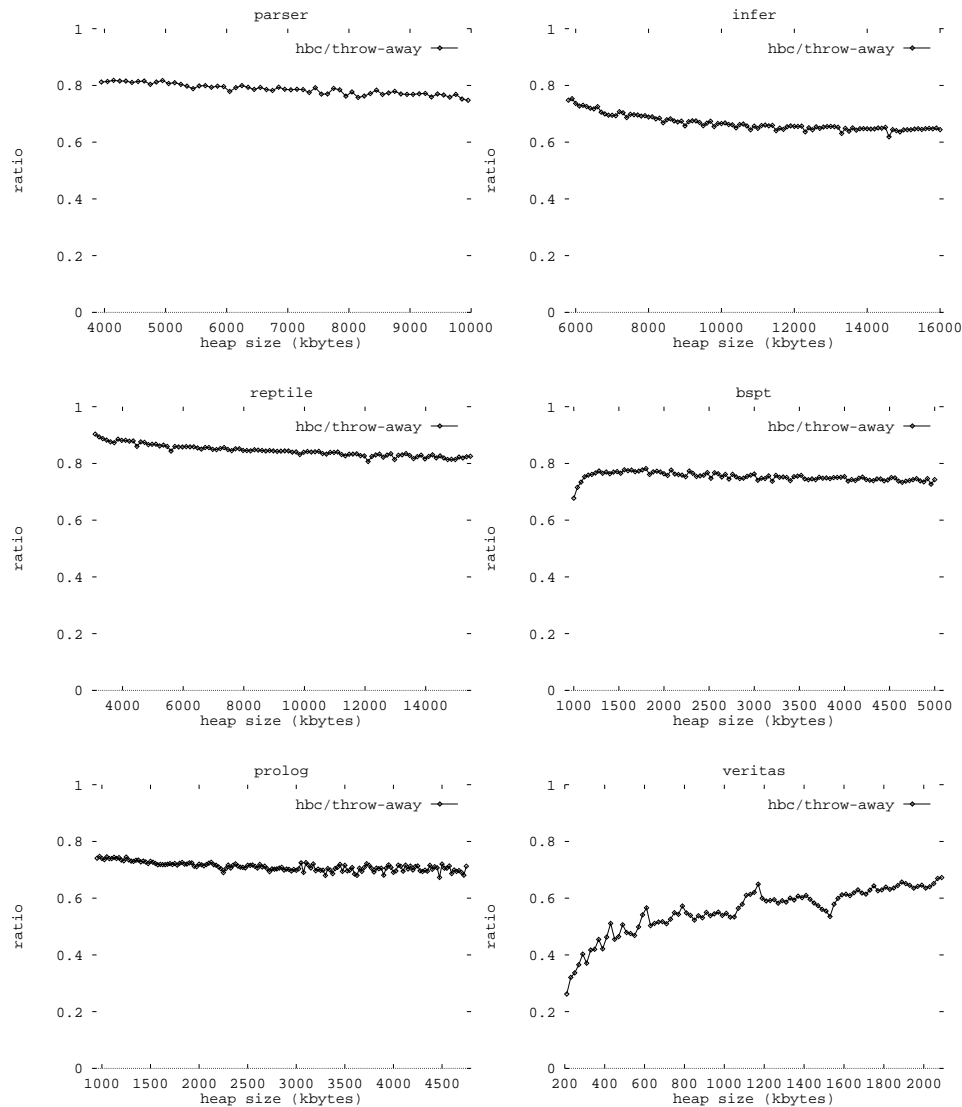 parser
1
hbc/throw-away
0.8
0.6
0.4
0.2
0
ratio
4000 5000 6000 7000 8000 9000 10000
heap size (kbytes)
infer
1
hbc/throw-away
0.8
0.6
0.4
0.2
0
ratio
6000 8000 10000 12000 14000 16000
heap size (kbytes)
reptile
1
hbc/throw-away
0.8
0.6
0.4
0.2
0
ratio
4000 6000 8000 10000 12000 14000
heap size (kbytes)
bspt
1
hbc/throw-away
0.8
0.6
0.4
0.2
0
ratio
1000 1500 2000 2500 3000 3500 4000 4500 5000
heap size (kbytes)
prolog
1
hbc/throw-away
0.8
0.6
0.4
0.2
0
ratio
1000 1500 2000 2500 3000 3500 4000 4500
heap size (kbytes)
veritas
1
hbc/throw-away
0.8
0.6
0.4
0.2
0
ratio
200 400 600 800 1000 1200 1400 1600 1800 2000
heap size (kbytes)